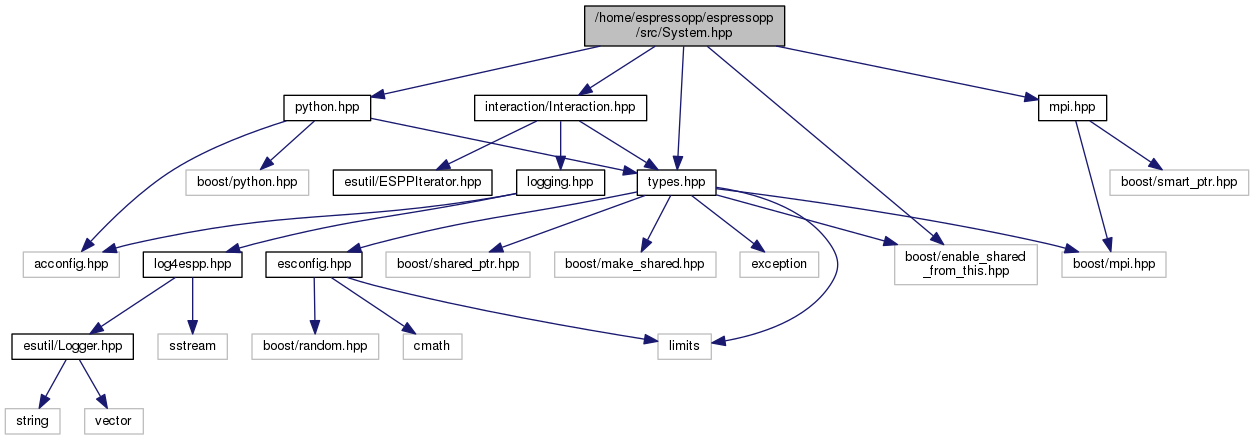 /home/espressopp/espressopp
/src/System.hpp
python.hpp
interaction/Interaction.hpp
mpi.hpp
boost/python.hpp
esutil/ESPPIterator.hpp
logging.hpp
types.hpp
boost/smart_ptr.hpp
acconfig.hpp
log4espp.hpp
esconfig.hpp
boost/shared_ptr.hpp
boost/make_shared.hpp
exception
boost/enable_shared
_from_this.hpp
boost/mpi.hpp
esutil/Logger.hpp
sstream
boost/random.hpp
cmath
limits
string
vector